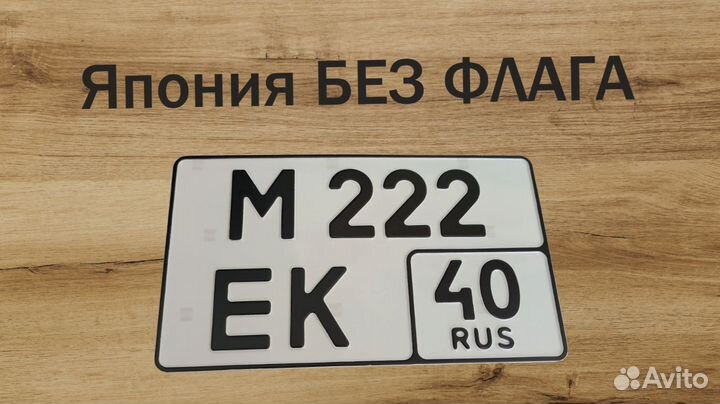 Япония БЕЗ ФЛАГА
М 222
ЕК 40
RUS
Avito